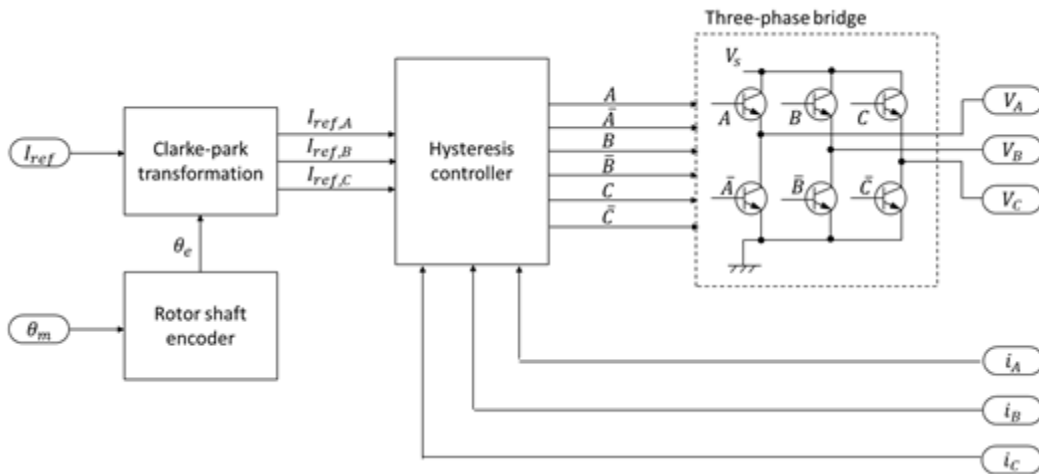 Three-phase bridge
V_s
A
B
C
Ā
B̄
C̄
V_A
V_B
V_C
I_ref
Clarke-park
transformation
I_ref,A
I_ref,B
I_ref,C
Hysteresis
controller
A
Ā
B
B̄
C
C̄
θ_e
θ_m
Rotor shaft
encoder
i_A
i_B
i_C